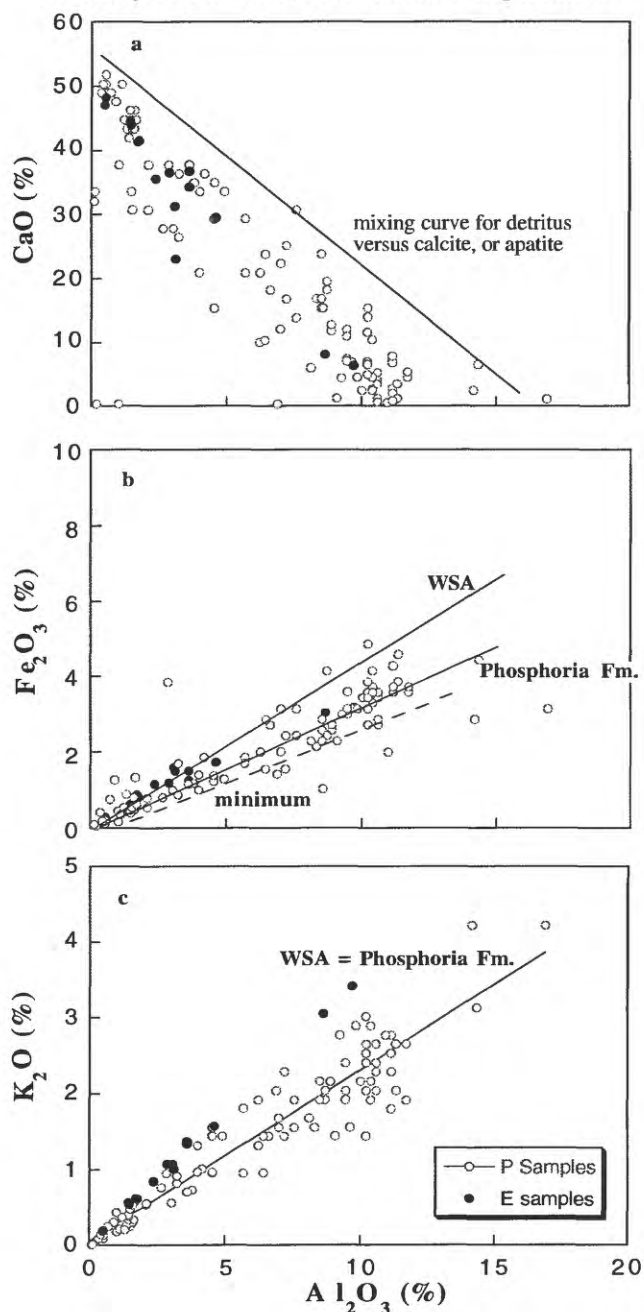 60
a
50
40
30
20
10
0
CaO (%)
mixing curve for detritus
versus calcite, or apatite
10
b
8
6
4
2
0
Fe₂O₃ (%)
WSA
Phosphoria Fm.
minimum
5
c
4
3
2
1
0
K₂O (%)
WSA = Phosphoria Fm.
P Samples
E samples
0 5 10 15 20
Al₂O₃ (%)